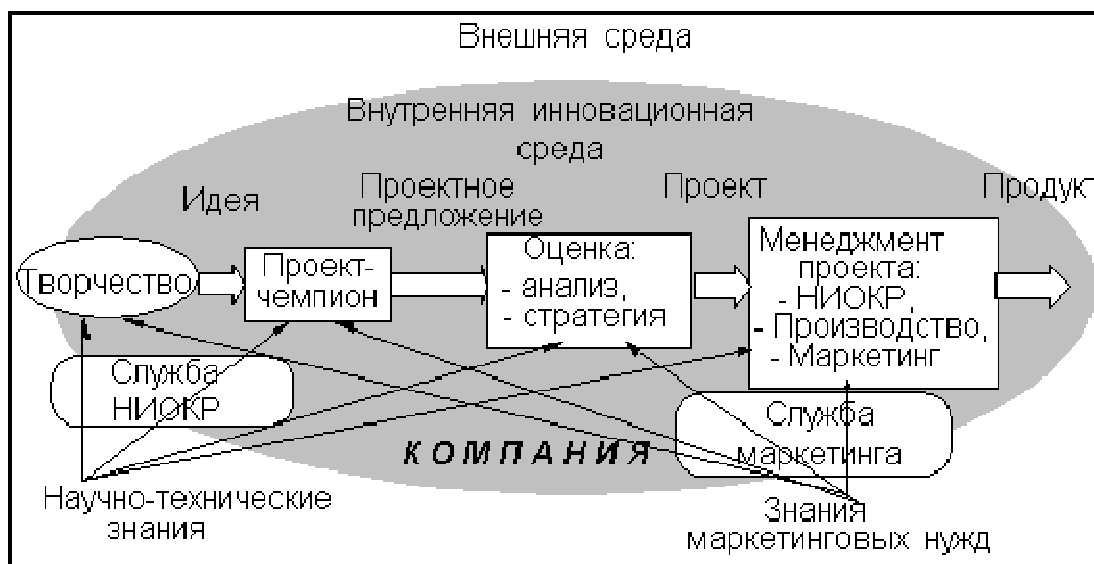 Внешняя среда
Внутренняя инновационная
среда
Идея
Проектное
предложение
Проект
Продукт
Творчество
Проект-
чемпион
Оценка:
- анализ,
- стратегия
Менеджмент
проекта:
- НИОКР,
- Производство,
- Маркетинг
Служба
НИОКР
Служба
маркетинга
КОМПАНИЯ
Научно-технические
знания
Знания
маркетинговых нужд